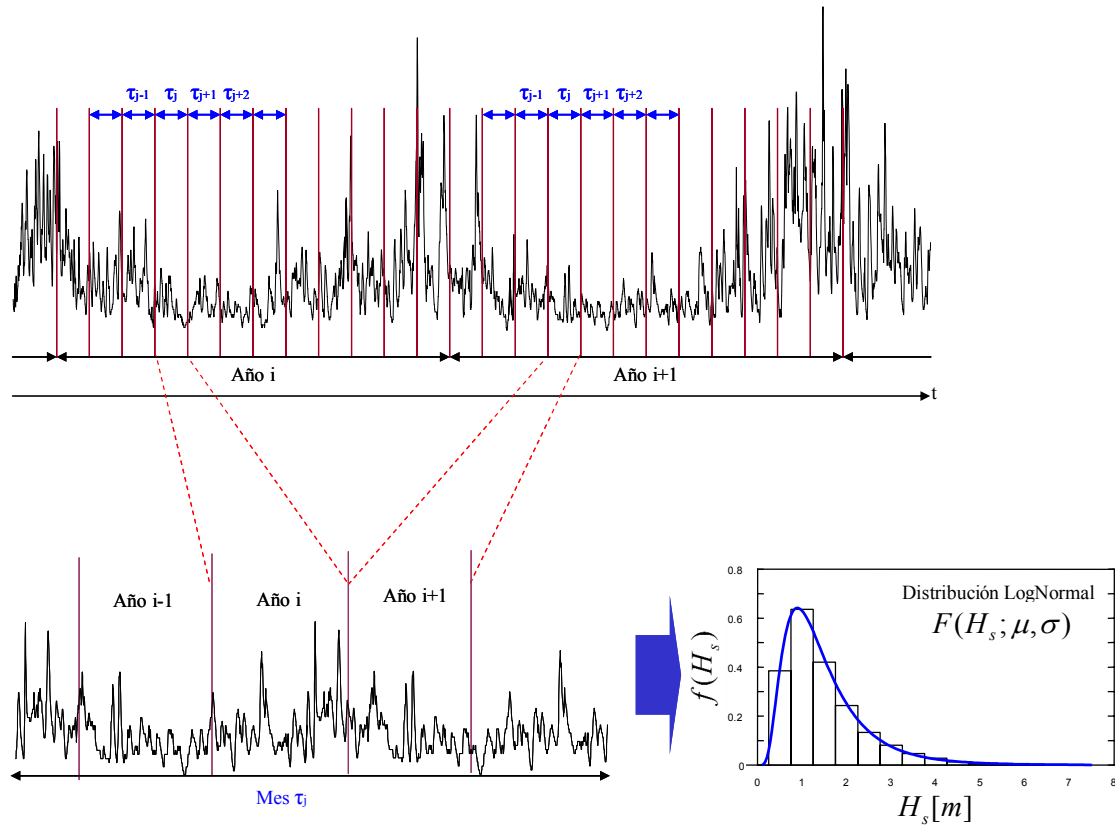 τj-1 τj τj+1 τj+2
τj-1 τj τj+1 τj+2
Año i
Año i+1
t
Año i-1
Año i
Año i+1
Mes τj
0.8
0.6
0.4
0.2
0
f(Hs)
Distribución LogNormal
F(Hs; μ, σ)
0 1 2 3 4 5 6 7 8
Hs[m]